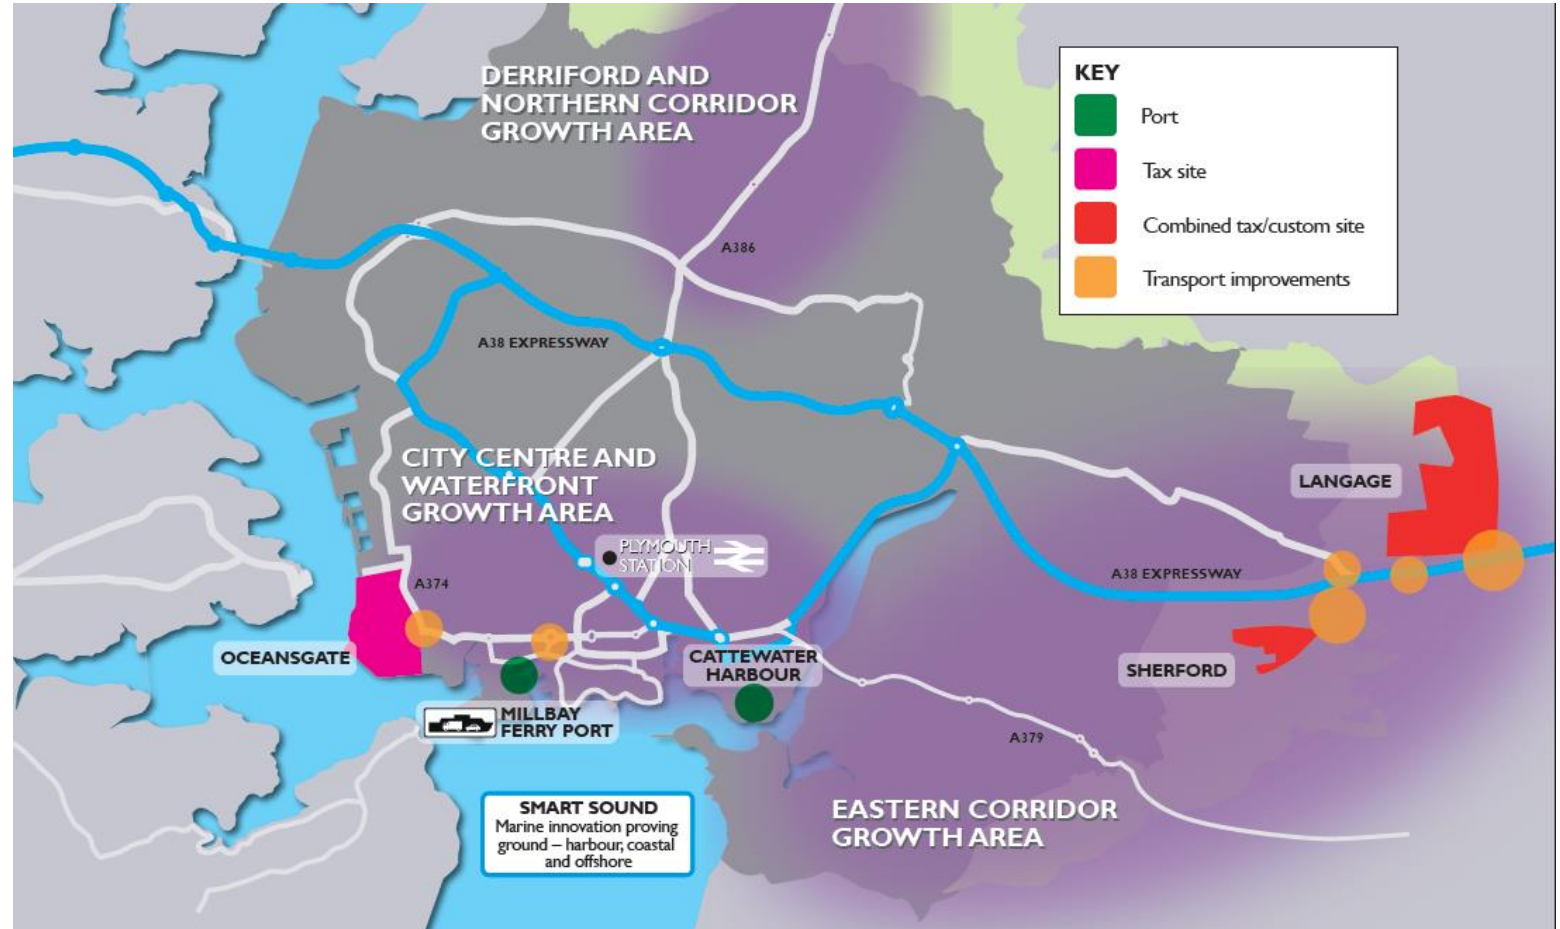 DERRIFORD AND
NORTHERN CORRIDOR
GROWTH AREA
KEY
Port
Tax site
Combined tax/custom site
Transport improvements
A386
A38 EXPRESSWAY
CITY CENTRE AND
WATERFRONT
GROWTH AREA
LANGAGE
PLYMOUTH
STATION
A38 EXPRESSWAY
A374
OCEANSGATE
CATTEWATER
HARBOUR
SHERFORD
MILLBAY
FERRY PORT
A379
SMART SOUND
Marine innovation proving
ground – harbour, coastal
and offshore
EASTERN CORRIDOR
GROWTH AREA